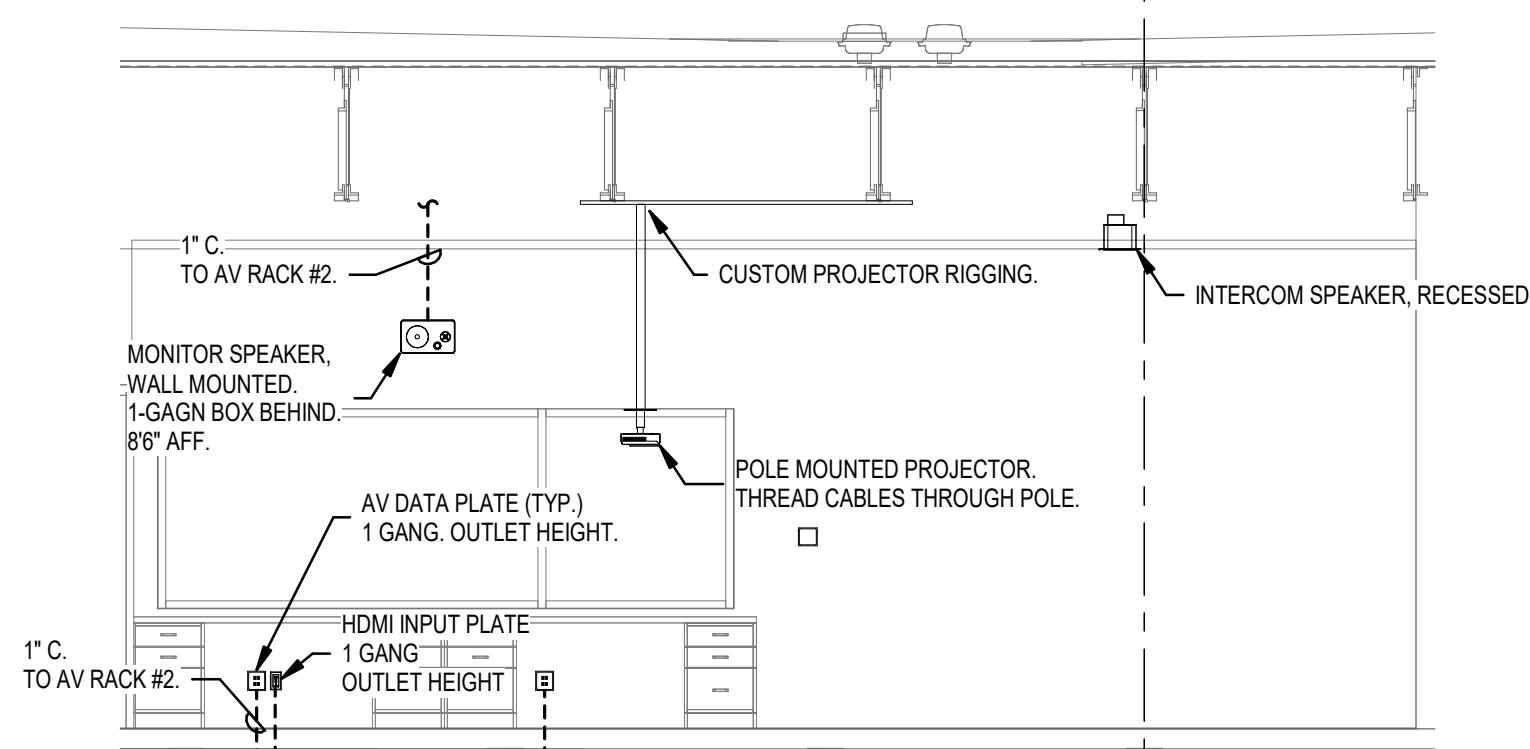 1" C.
TO AV RACK #2.
CUSTOM PROJECTOR RIGGING.
INTERCOM SPEAKER, RECESSED
MONITOR SPEAKER,
WALL MOUNTED.
1-GAGN BOX BEHIND.
8'6" AFF.
POLE MOUNTED PROJECTOR.
THREAD CABLES THROUGH POLE.
AV DATA PLATE (TYP.)
1 GANG. OUTLET HEIGHT.
HDMI INPUT PLATE
1 GANG
OUTLET HEIGHT
1" C.
TO AV RACK #2.